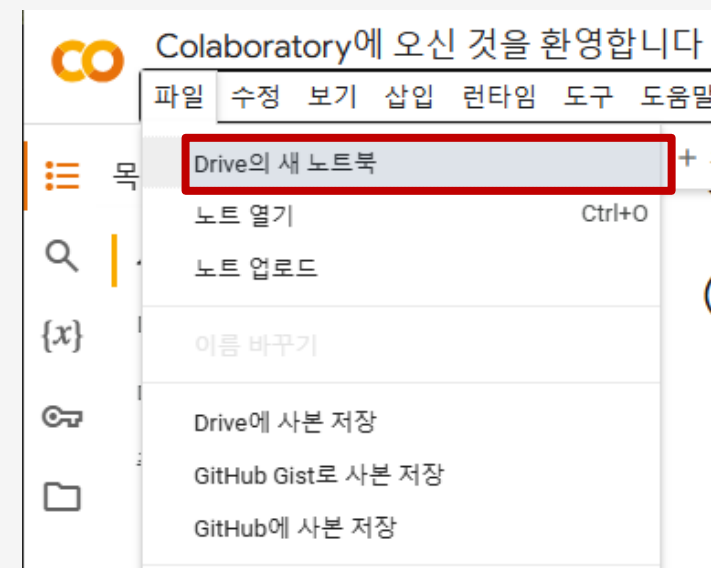 Colaboratory에 오신 것을 환영합니다
파일 수정 보기 삽입 런타임 도구 도움말
목
Drive의 새 노트북
+
노트 열기 Ctrl+O
노트 업로드
{x}
이름 바꾸기
Drive에 사본 저장
GitHub Gist로 사본 저장
GitHub에 사본 저장